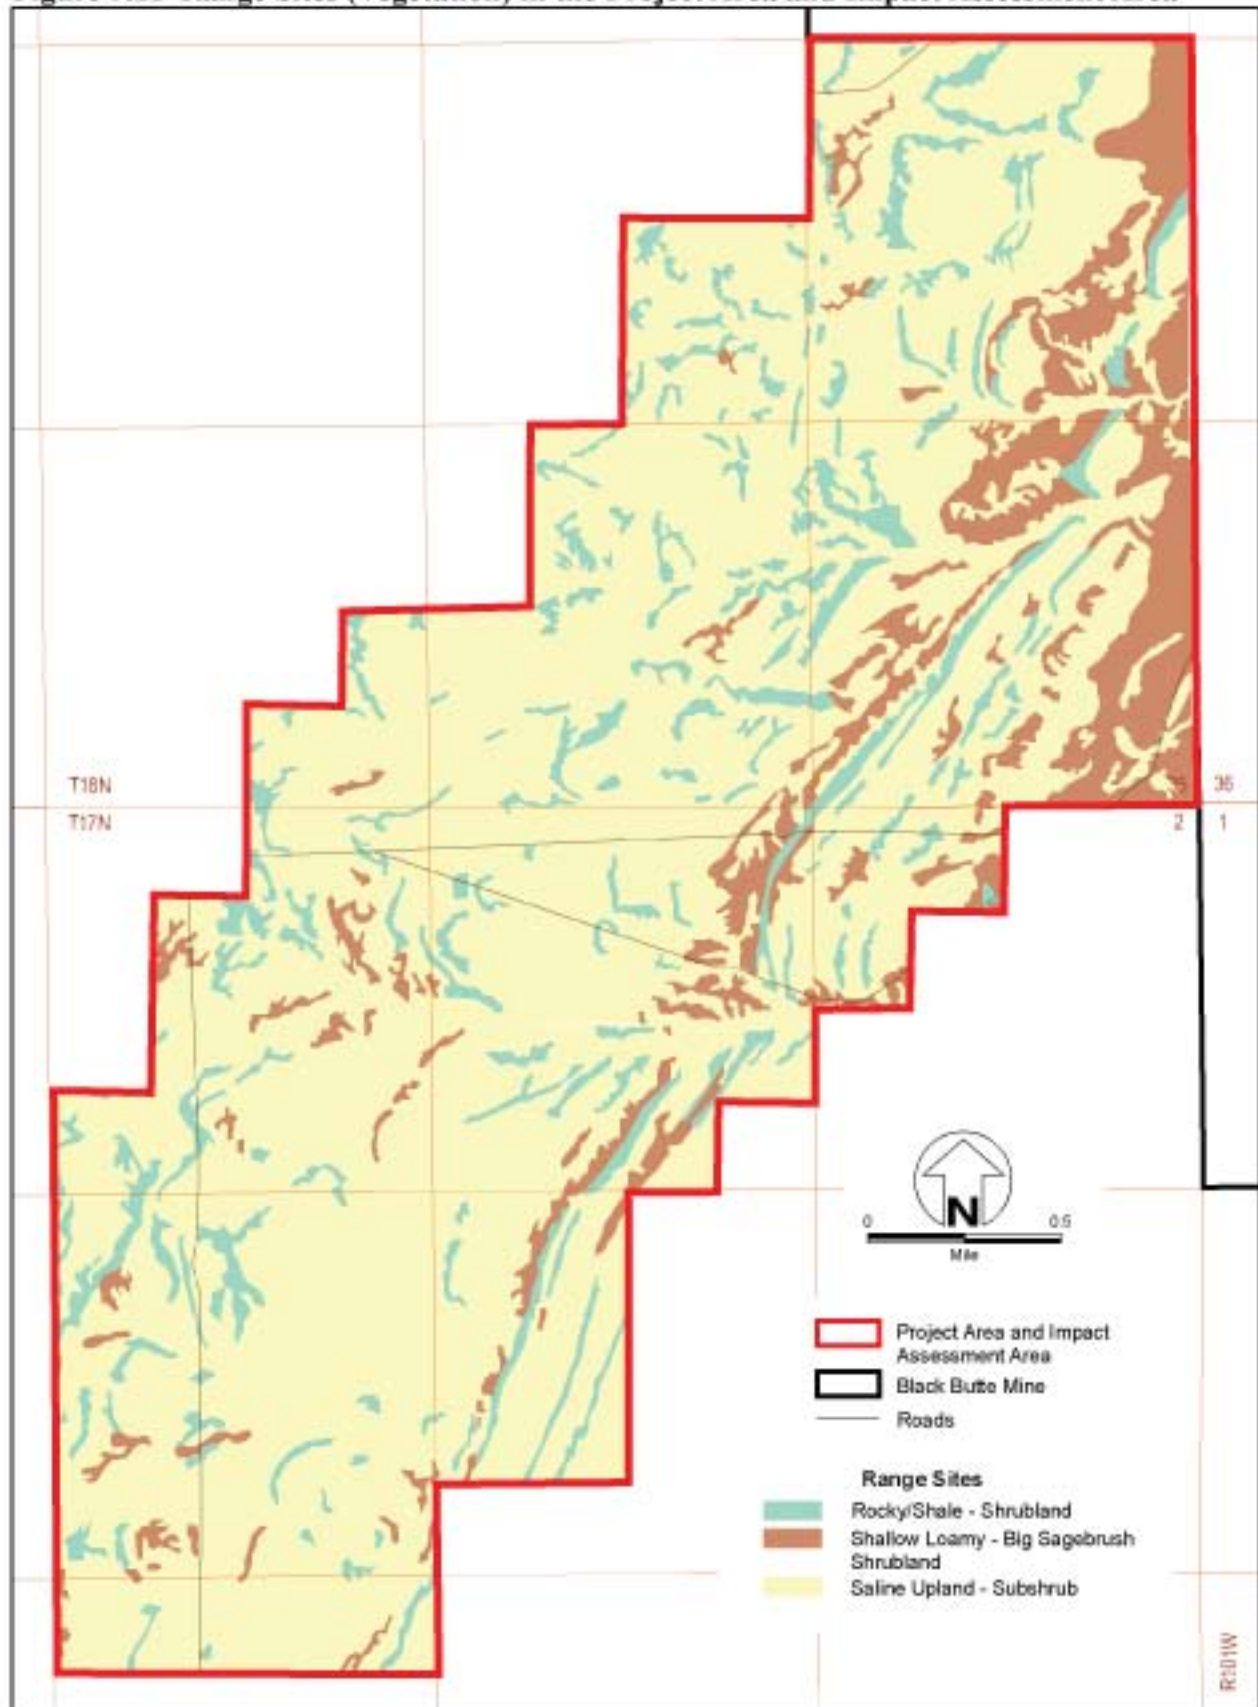 T18N
T17N
36
2
1
N
0
0.5
Mile
Project Area and Impact
Assessment Area
Black Butte Mine
Roads
Range Sites
Rocky/Shale - Shrubland
Shallow Loamy - Big Sagebrush
Shrubland
Saline Upland - Subshrub
R101W